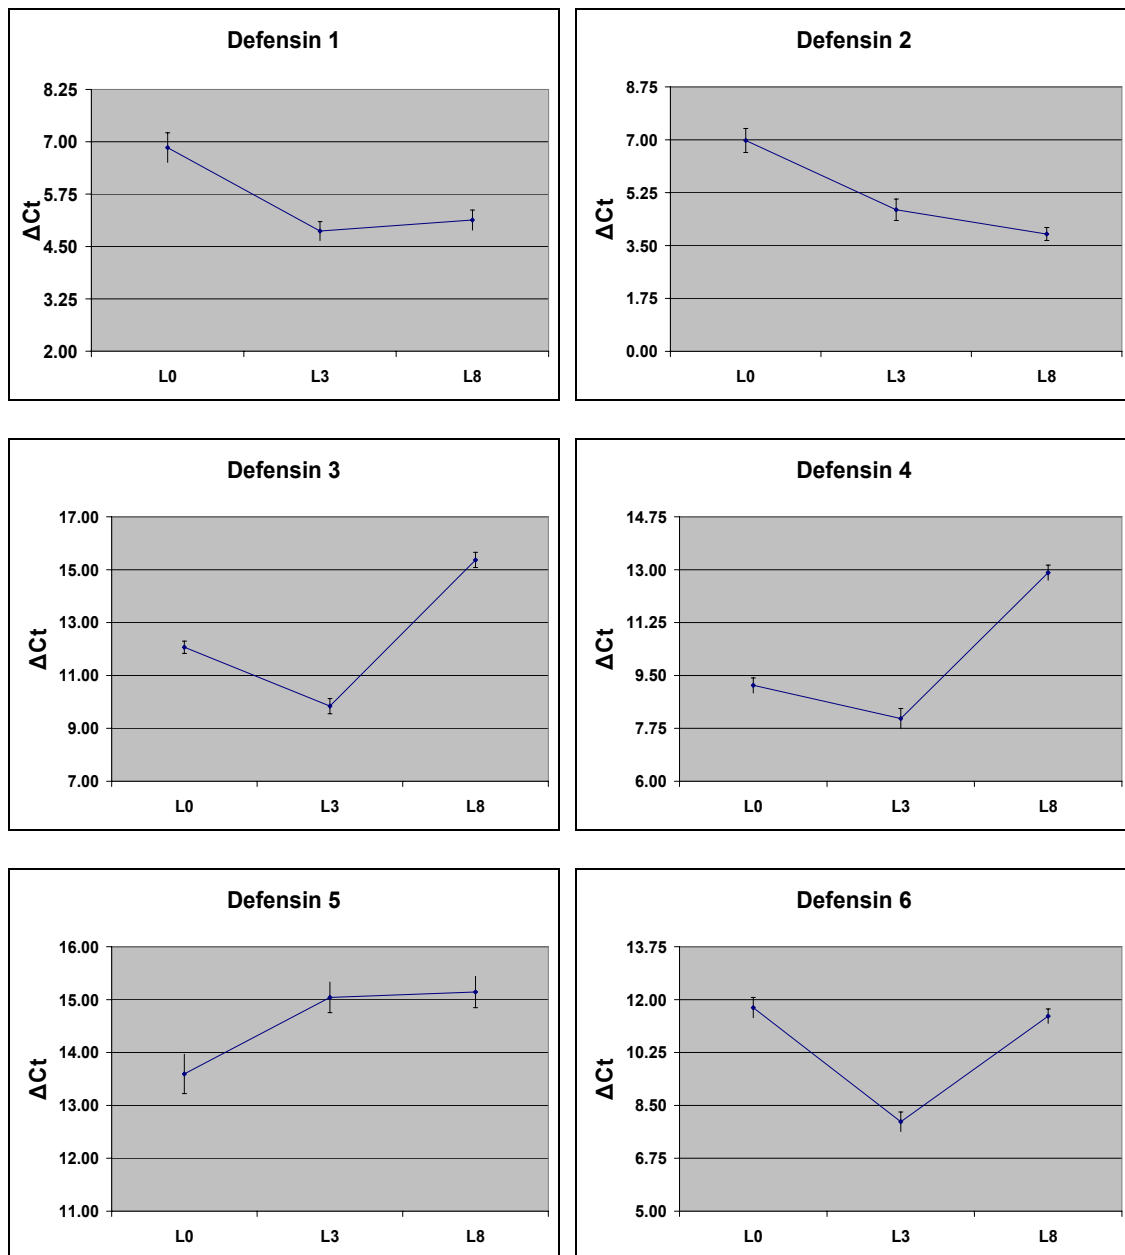 Defensin 1
8.25
7.00
5.75
4.50
3.25
2.00
ΔCt
L0 L3 L8
Defensin 2
8.75
7.00
5.25
3.50
1.75
0.00
ΔCt
L0 L3 L8
Defensin 3
17.00
15.00
13.00
11.00
9.00
7.00
ΔCt
L0 L3 L8
Defensin 4
14.75
13.00
11.25
9.50
7.75
6.00
ΔCt
L0 L3 L8
Defensin 5
16.00
15.00
14.00
13.00
12.00
11.00
ΔCt
L0 L3 L8
Defensin 6
13.75
12.00
10.25
8.50
6.75
5.00
ΔCt
L0 L3 L8